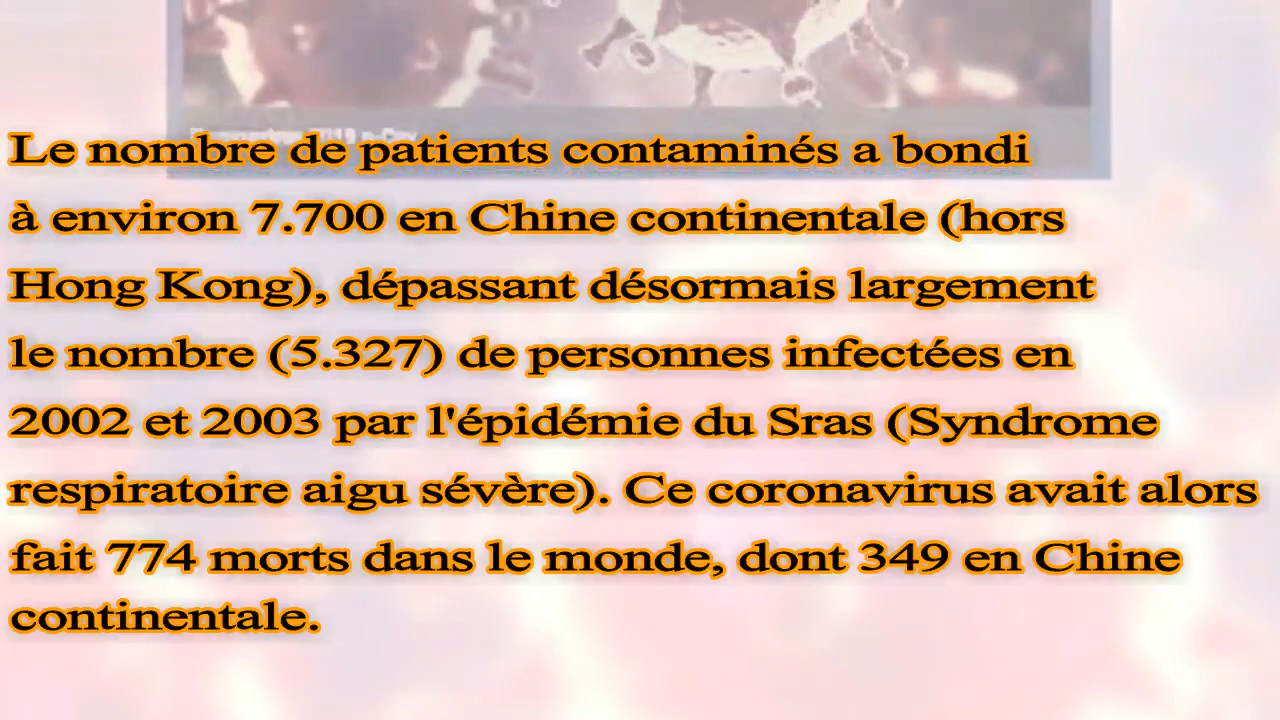 Le nombre de patients contaminés a bondi
à environ 7.700 en Chine continentale (hors
Hong Kong), dépassant désormais largement
le nombre (5.327) de personnes infectées en
2002 et 2003 par l'épidémie du Sras (Syndrome
respiratoire aigu sévère). Ce coronavirus avait alors
fait 774 morts dans le monde, dont 349 en Chine
continentale.